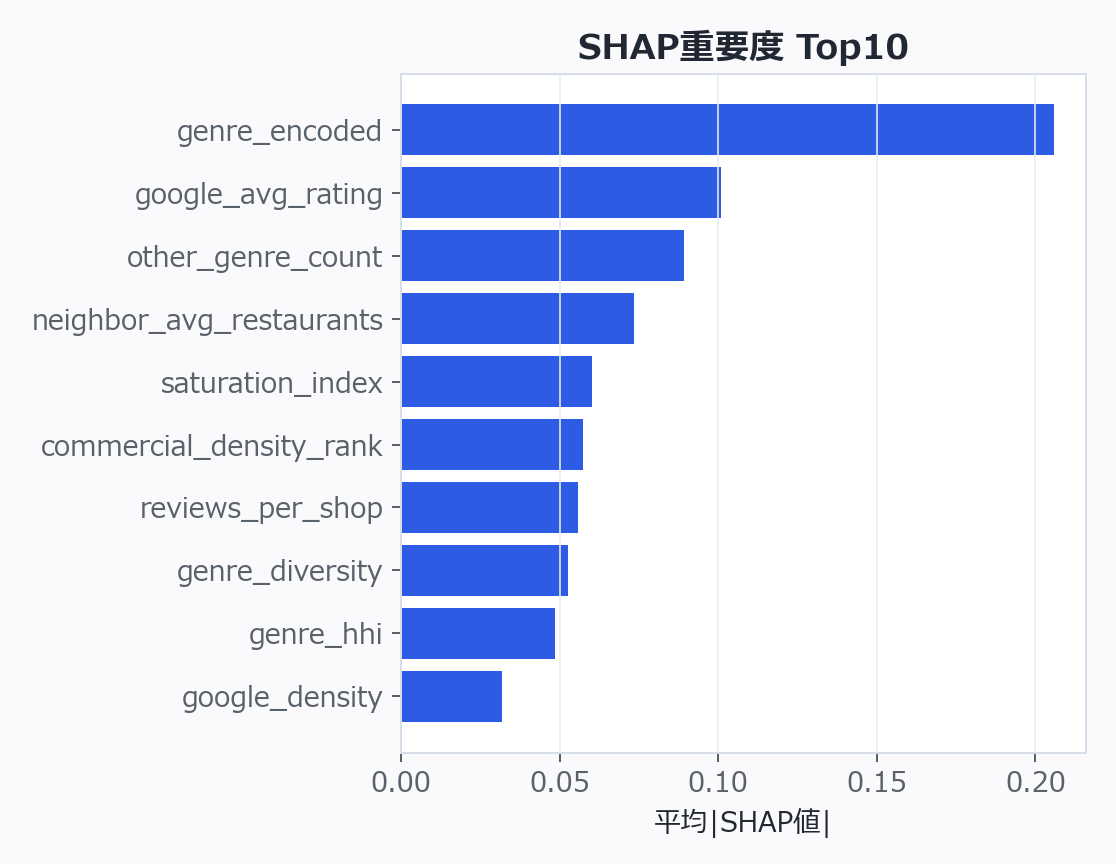 SHAP重要度 Top10
genre_encoded
google_avg_rating
other_genre_count
neighbor_avg_restaurants
saturation_index
commercial_density_rank
reviews_per_shop
genre_diversity
genre_hhi
google_density
0.00 0.05 0.10 0.15 0.20
平均|SHAP値|